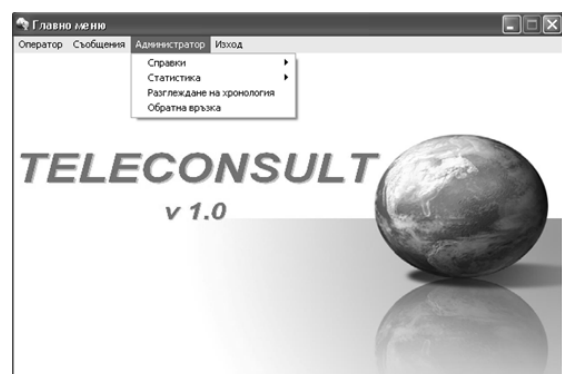 Главно меню
Оператор Съобщения Администратор Изход
Справки
Статистика
Разглеждане на хронология
Обратна връзка
TELECONSULT
v 1.0